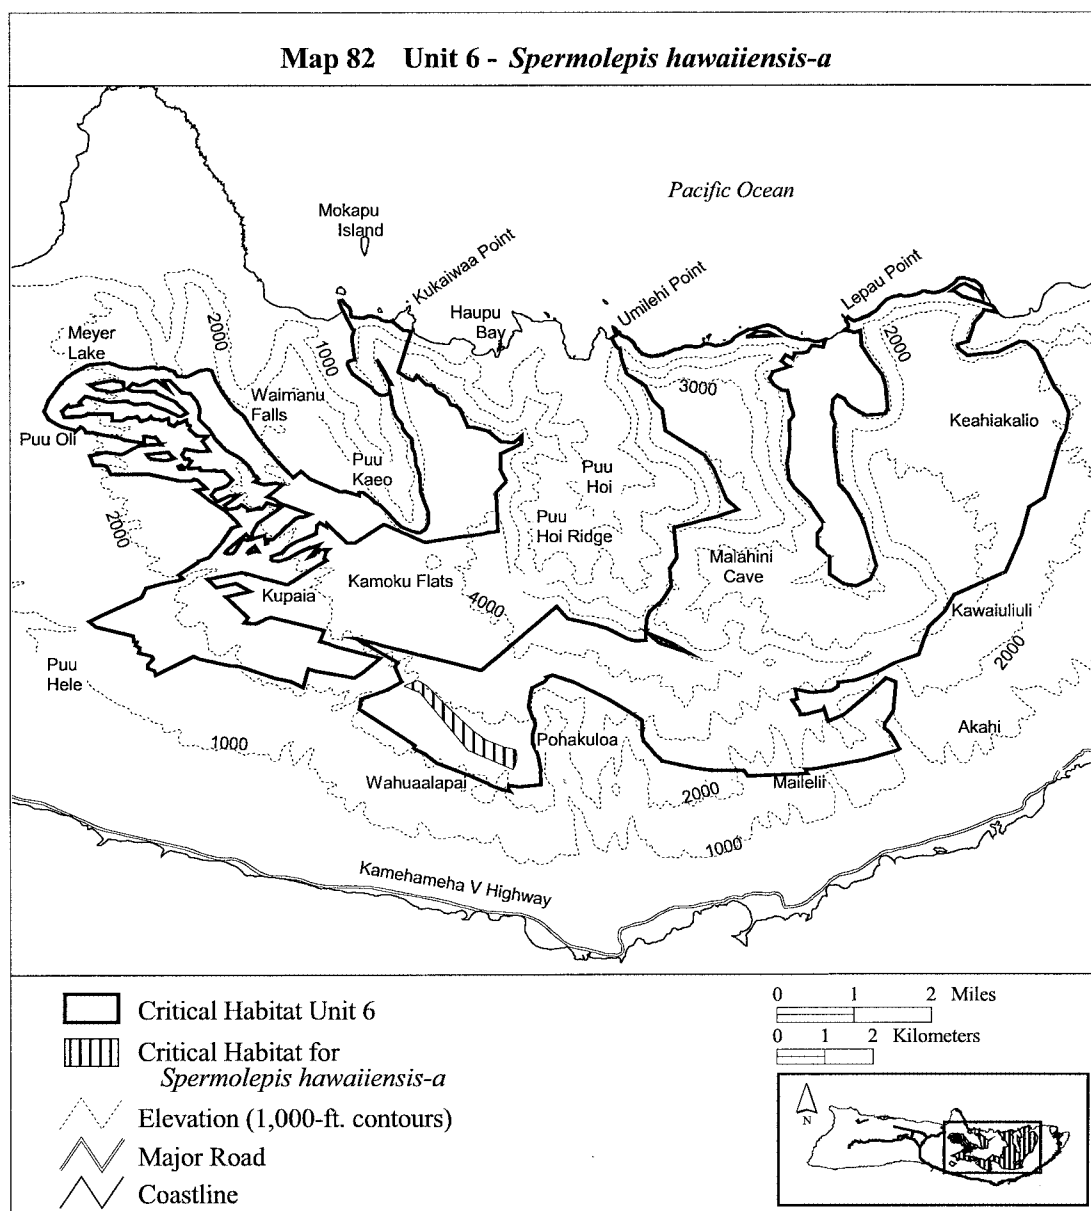 Map 82 Unit 6 - Spermolepis hawaiiensis-a
Pacific Ocean
Mokapu
Island
Kukaiwaa Point
Umilehi Point
Lepau Point
Haupu
Bay
Meyer
Lake
2000
1000
2000
3000
Waimanu
Falls
Keahiakalio
Puu Oli
Puu
Kaeo
Puu
Hoi
Puu
Hoi Ridge
2000
Malahini
Cave
Kamoku Flats
Kupaia
4000
Kawaiuliuli
2000
Puu
Hele
1000
Pohakuloa
Akahi
Wahuaalapai
2000
Mailelii
1000
Kamehameha V Highway
Critical Habitat Unit 6
Critical Habitat for
Spermolepis hawaiiensis-a
Elevation (1,000-ft. contours)
Major Road
Coastline
0 1 2 Miles
0 1 2 Kilometers
N